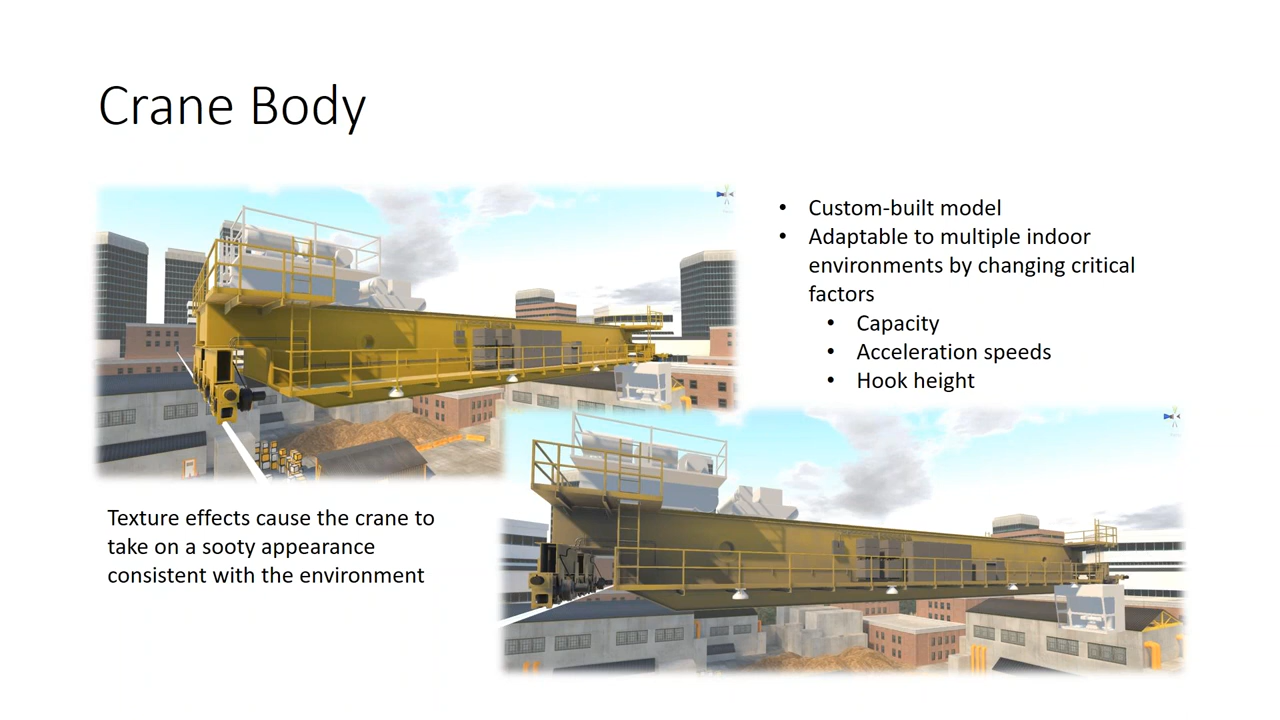 Crane Body
• Custom-built model
• Adaptable to multiple indoor
environments by changing critical
factors
• Capacity
• Acceleration speeds
• Hook height
Texture effects cause the crane to
take on a sooty appearance
consistent with the environment